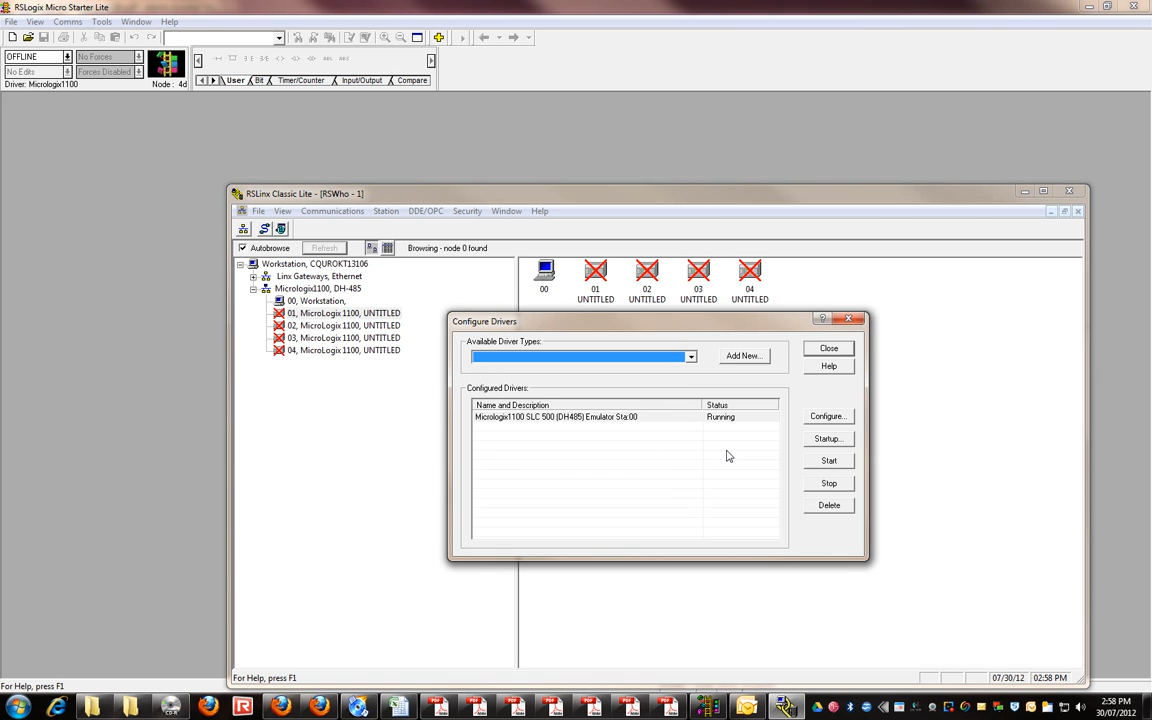 RSLogix Micro Starter Lite
File View Comms Tools Window Help
OFFLINE No Forces
No Edits Forces Disabled
Driver: Micrologix1100 Node : 4d
User Bit Timer/Counter Input/Output Compare
RSLinx Classic Lite - [RSWho - 1]
File View Communications Station DDE/OPC Security Window Help
Autobrowse Refresh Browsing - node 0 found
Workstation, CQUROKT13106
Linx Gateways, Ethernet
Micrologix1100, DH-485
00, Workstation,
01, MicroLogix 1100, UNTITLED
02, MicroLogix 1100, UNTITLED
03, MicroLogix 1100, UNTITLED
04, MicroLogix 1100, UNTITLED
00 01 02 03 04
UNTITLED UNTITLED UNTITLED UNTITLED
Configure Drivers
Available Driver Types:
Add New...
Close
Help
Configured Drivers:
Name and Description Status
Micrologix1100 SLC 500 (DH485) Emulator Sta:00 Running
Configure...
Startup...
Start
Stop
Delete
For Help, press F1 07/30/12 02:58 PM
For Help, press F1
2:58 PM
30/07/2012